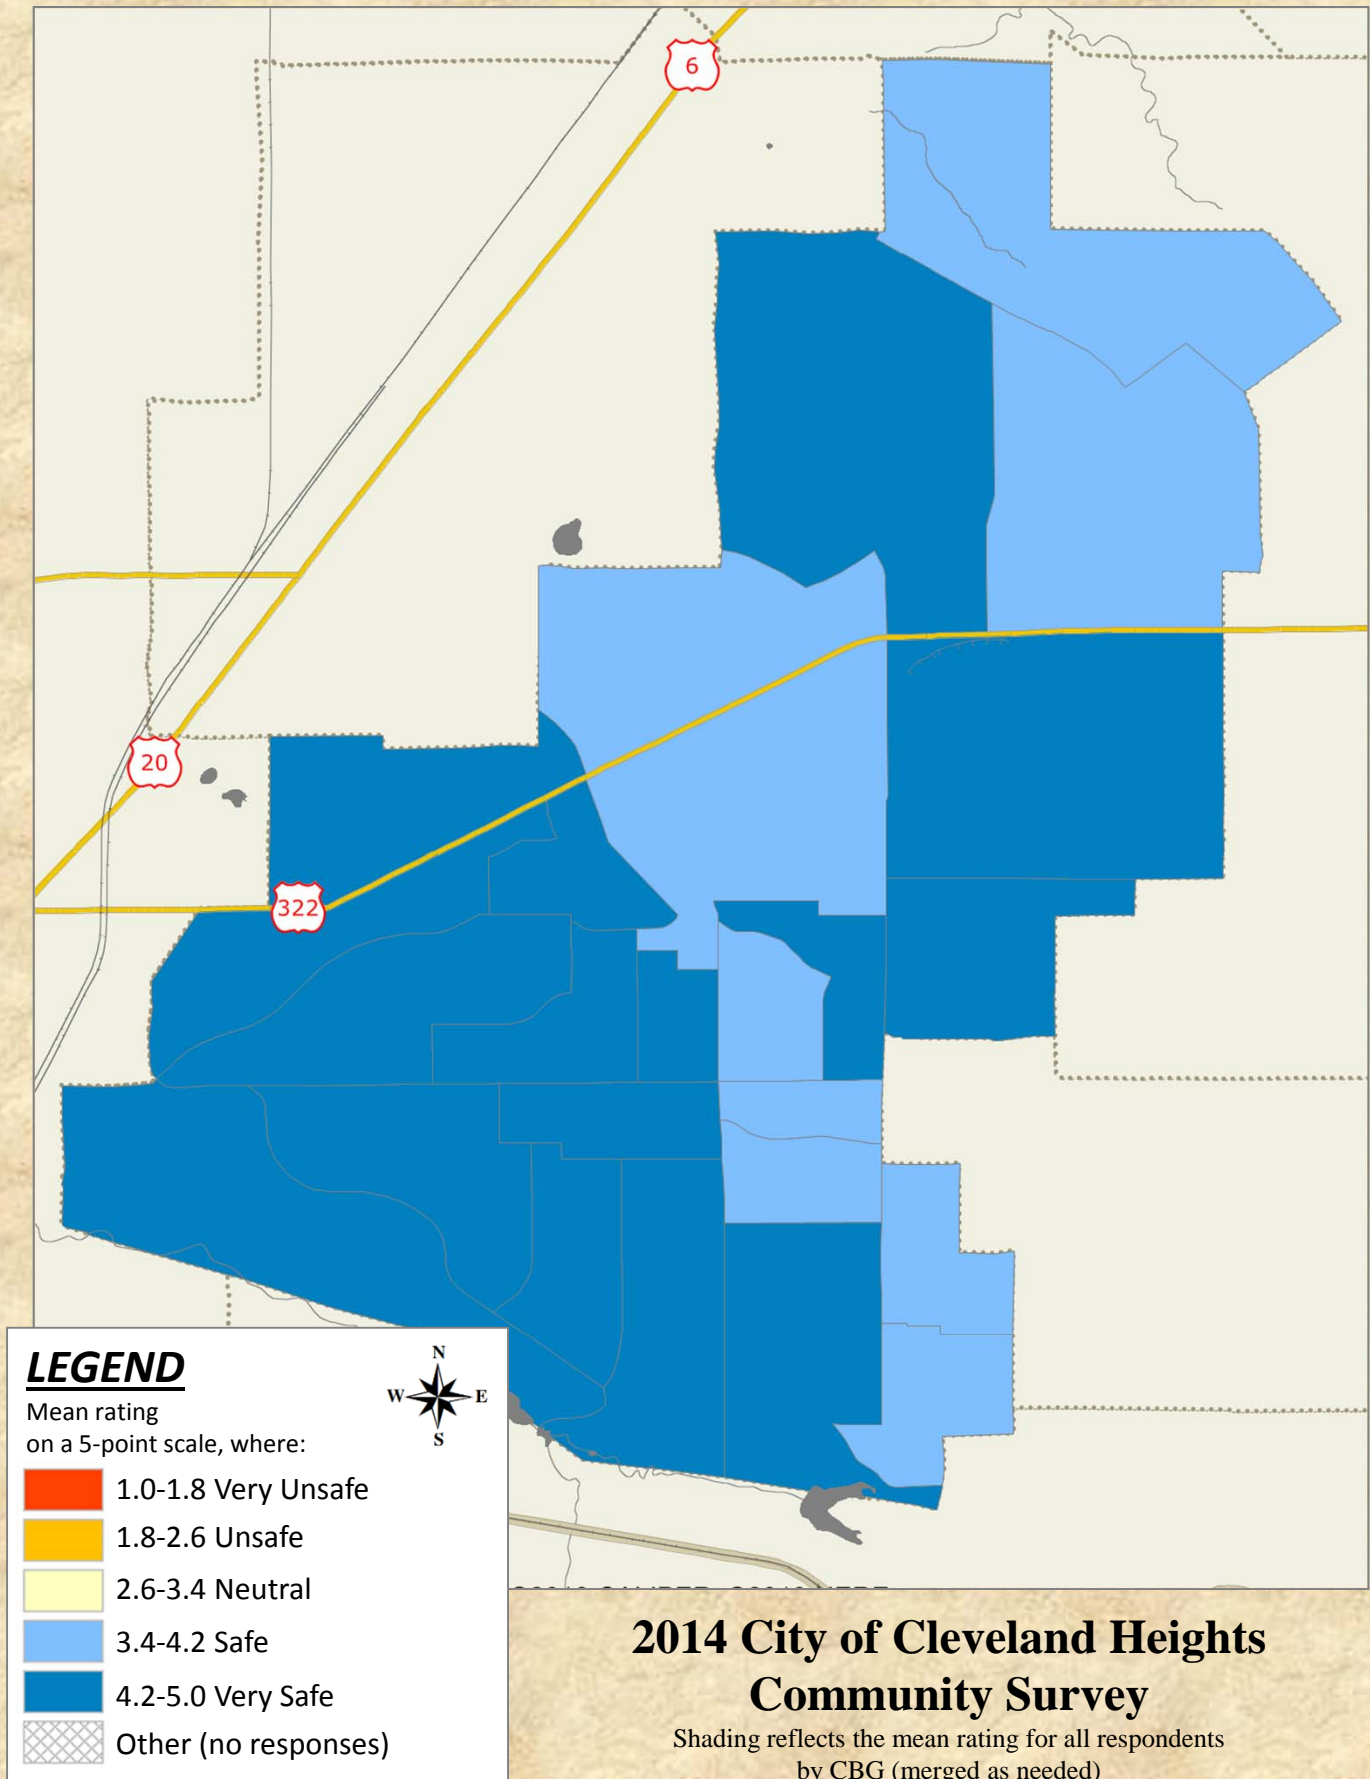 6
20
322
LEGEND
N
W E
S
Mean rating
on a 5-point scale, where:
1.0-1.8 Very Unsafe
1.8-2.6 Unsafe
2.6-3.4 Neutral
3.4-4.2 Safe
4.2-5.0 Very Safe
Other (no responses)
2014 City of Cleveland Heights
Community Survey
Shading reflects the mean rating for all respondents
by CBG (merged as needed)